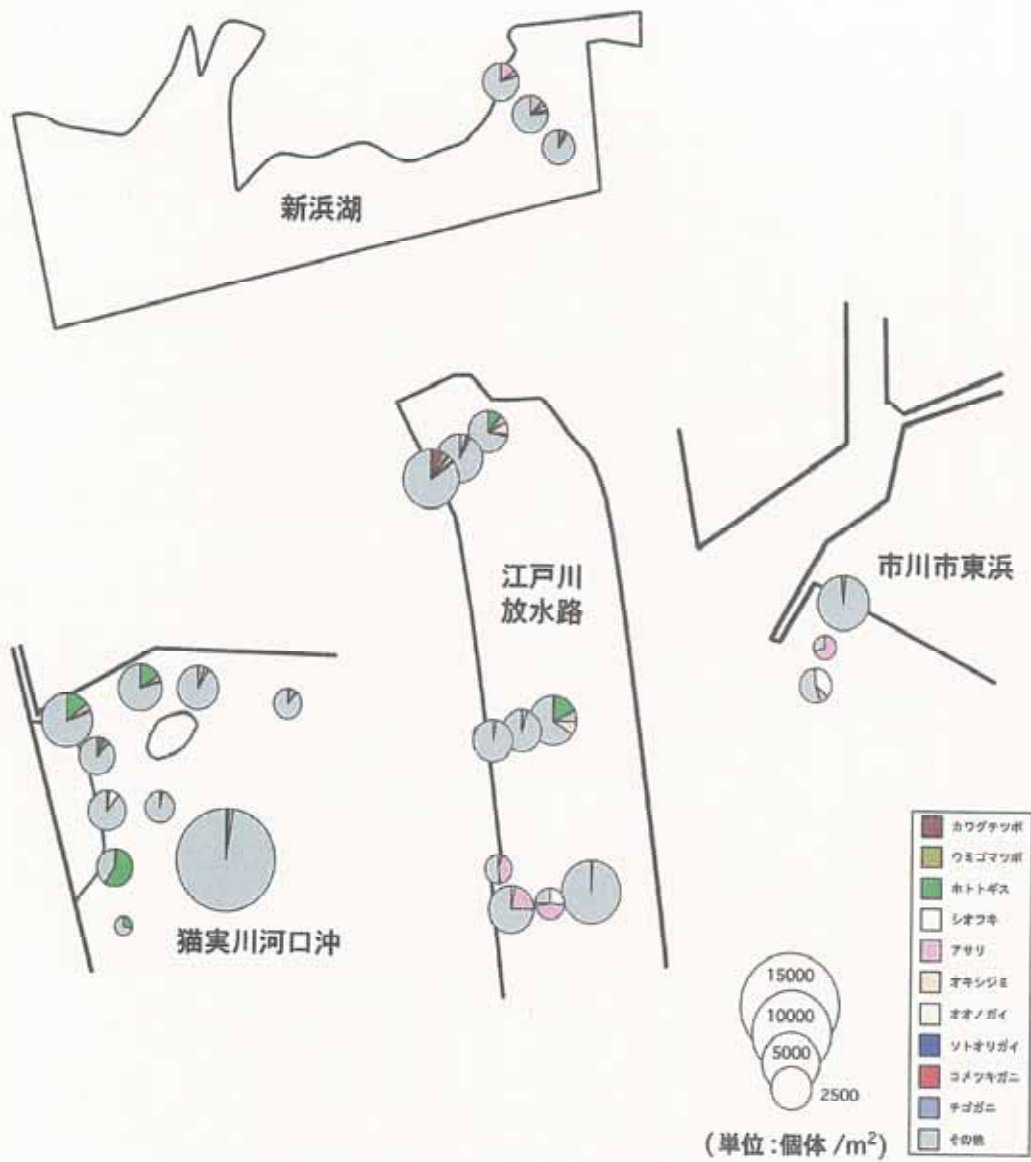 新浜湖
江戸川
放水路
市川市東浜
猫実川河口沖
15000
10000
5000
2500
(単位:個体/m²)
カワグチツボ
ウミゴマツボ
ホトトギス
シオフキ
アサリ
オキシジミ
オオノガイ
ソトオリガイ
コメツキガニ
チゴガニ
その他